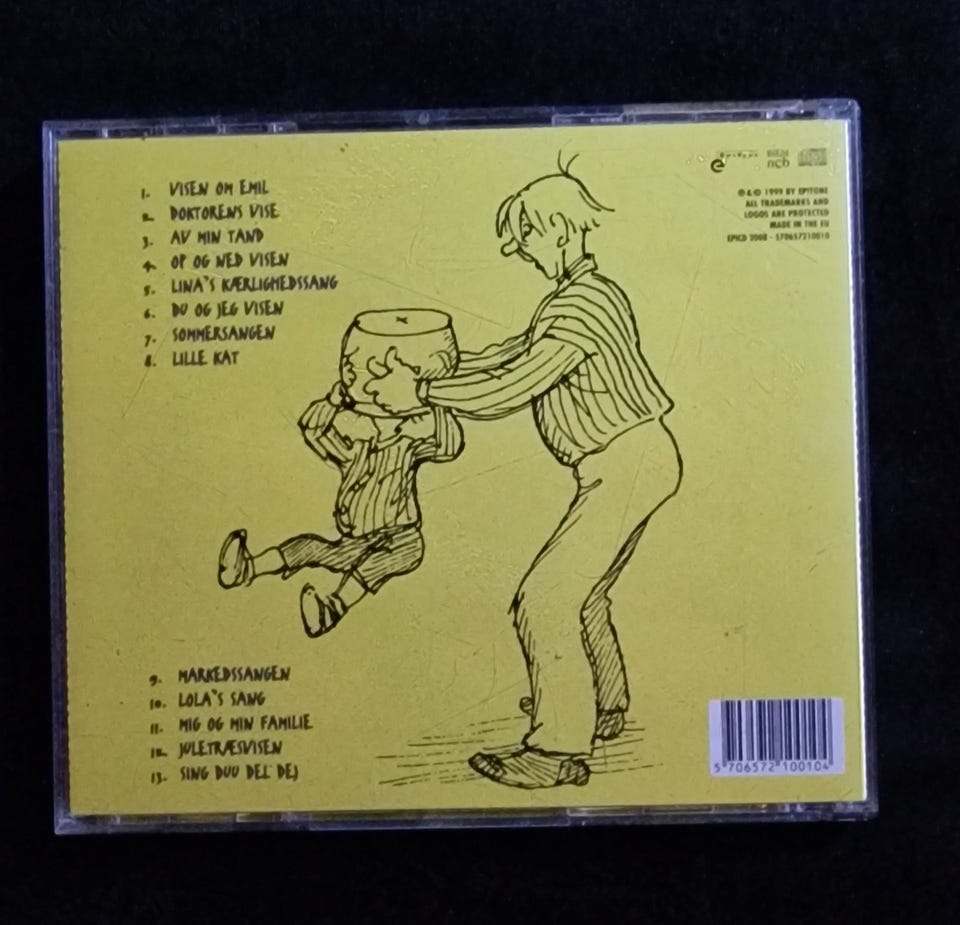 1. VISEN OM EMIL
2. DOKTORENS VISE
3. AV MIN TAND
4. OP OG NED VISEN
5. LINA'S KÆRLIGHEDSSANG
6. DU OG JEG VISEN
7. SOMMERSANGEN
8. LILLE KAT
9. MARKEDSSANGEN
10. LOLA'S SANG
11. MIG OG MIN FAMILIE
12. JULETRÆSVISEN
13. SING DUU DEL DEJ
EPITONE
ncb
℗ & © 1999 BY EPITONE
ALL TRADEMARKS AND
LOGOS ARE PROTECTED
MADE IN THE EU
EPICD 2008 - 570657210010
5 706572 100104